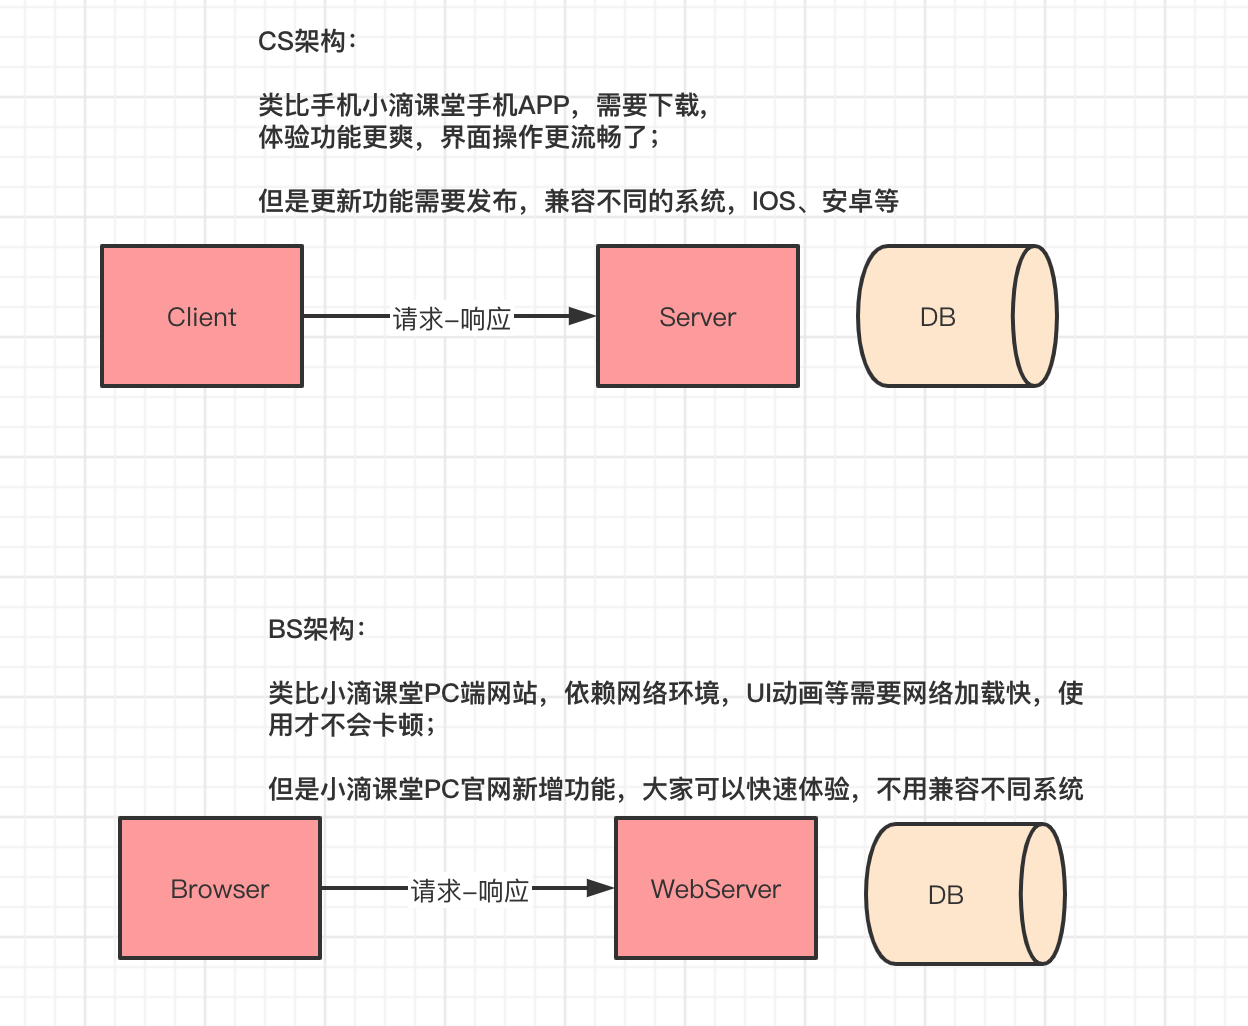 CS架构：
类比手机小滴课堂手机APP，需要下载，
体验功能更爽，界面操作更流畅了；
但是更新功能需要发布，兼容不同的系统，IOS、安卓等
Client
请求-响应
Server
DB
BS架构：
类比小滴课堂PC端网站，依赖网络环境，UI动画等需要网络加载快，使
用才不会卡顿；
但是小滴课堂PC官网新增功能，大家可以快速体验，不用兼容不同系统
Browser
请求-响应
WebServer
DB